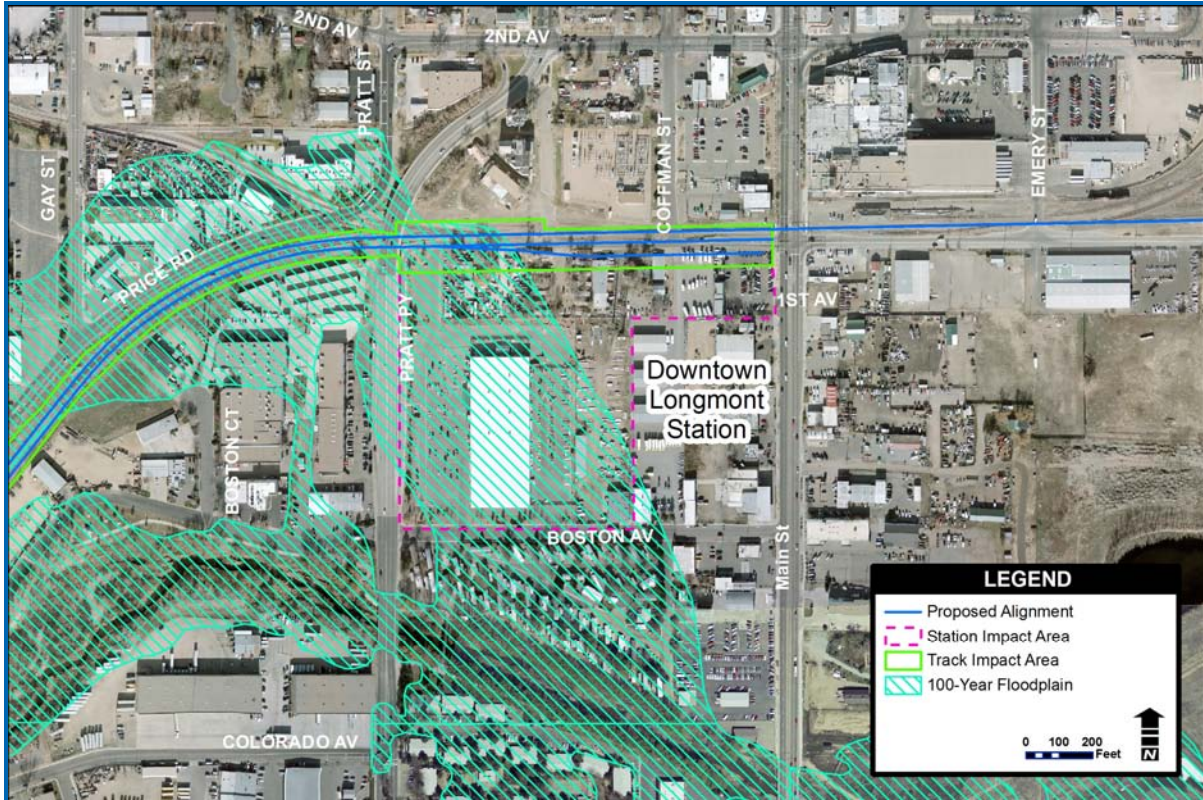 2ND AV
2ND AV
PRATT ST
GAY ST
COFFMAN ST
EMERY ST
PRICE RD
1ST AV
PRATT PY
Downtown
Longmont
Station
BOSTON CT
BOSTON AV
Main St
COLORADO AV
LEGEND
Proposed Alignment
Station Impact Area
Track Impact Area
100-Year Floodplain
0 100 200
Feet
N